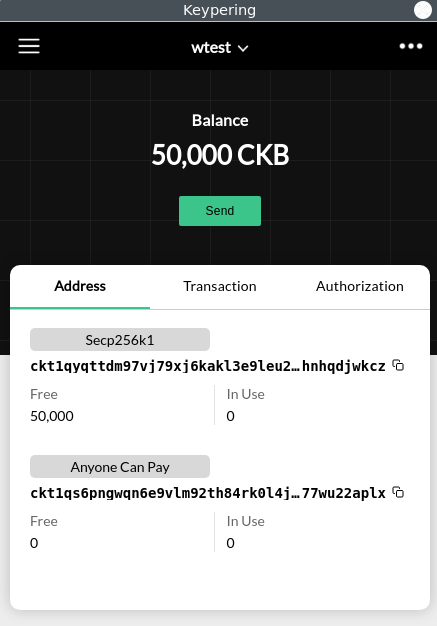 Keypering
wtest
Balance
50,000 CKB
Send
Address Transaction Authorization
Secp256k1
ckt1qyqttdm97vj79xj6kakl3e9leu2…hnhqdjwkcz
Free In Use
50,000 0
Anyone Can Pay
ckt1qs6pngwqn6e9vlm92th84rk0l4j…77wu22aplx
Free In Use
0 0